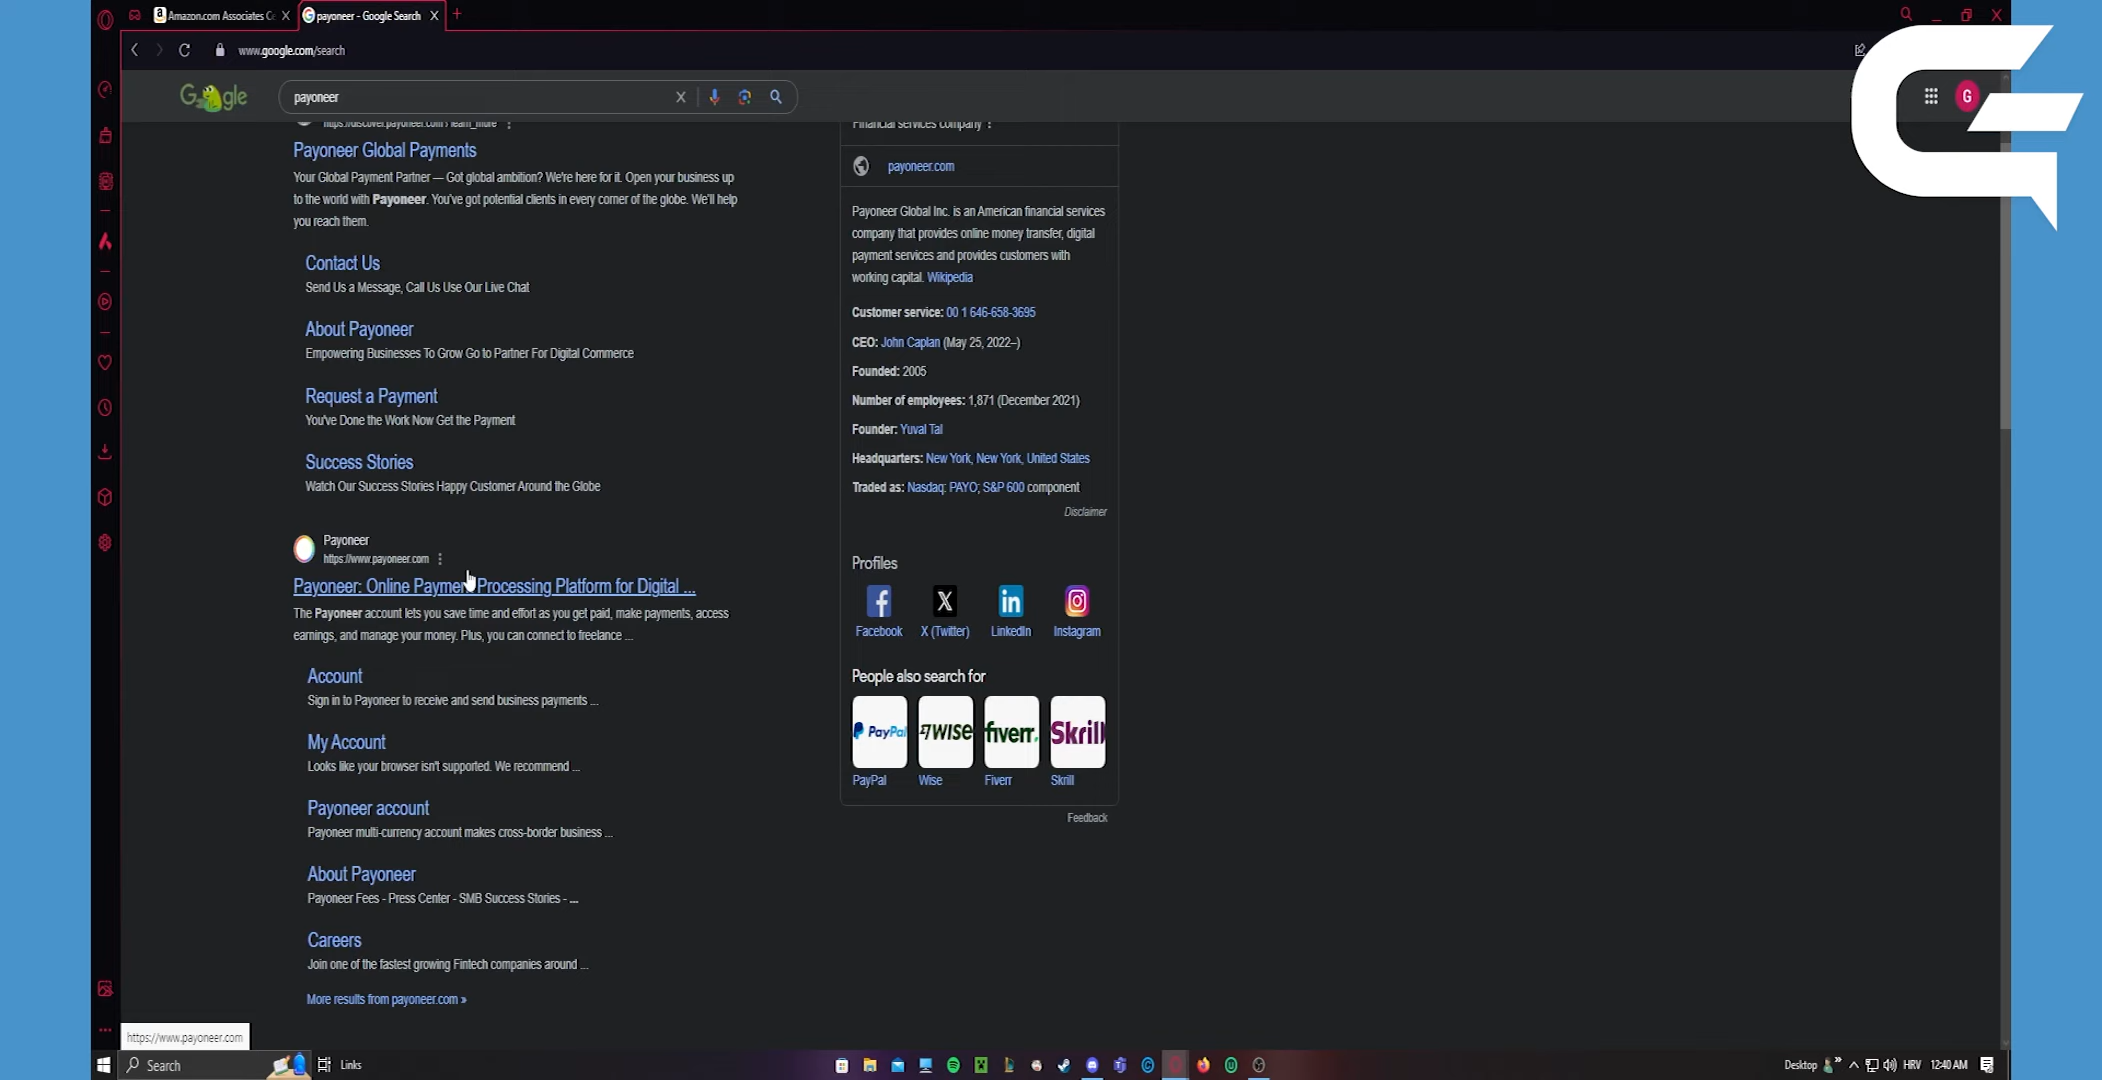 Amazon.com Associates Ce
payoneer - Google Search
www.google.com/search
G gle
payoneer
G
https://discover.payoneer.com › learn_more
Payoneer Global Payments
Your Global Payment Partner — Got global ambition? We're here for it. Open your business up
to the world with Payoneer. You've got potential clients in every corner of the globe. We'll help
you reach them.
Contact Us
Send Us a Message, Call Us Use Our Live Chat
About Payoneer
Empowering Businesses To Grow Go to Partner For Digital Commerce
Request a Payment
You've Done the Work Now Get the Payment
Success Stories
Watch Our Success Stories Happy Customer Around the Globe
Payoneer
https://www.payoneer.com
Payoneer: Online Payment Processing Platform for Digital ...
The Payoneer account lets you save time and effort as you get paid, make payments, access
earnings, and manage your money. Plus, you can connect to freelance ...
Account
Sign in to Payoneer to receive and send business payments ...
My Account
Looks like your browser isn't supported. We recommend ...
Payoneer account
Payoneer multi-currency account makes cross-border business ...
About Payoneer
Payoneer Fees - Press Center - SMB Success Stories - ...
Careers
Join one of the fastest growing Fintech companies around ...
More results from payoneer.com »
Financial services company
payoneer.com
Payoneer Global Inc. is an American financial services
company that provides online money transfer, digital
payment services and provides customers with
working capital. Wikipedia
Customer service: 00 1 646-658-3695
CEO: John Caplan (May 25, 2022–)
Founded: 2005
Number of employees: 1,871 (December 2021)
Founder: Yuval Tal
Headquarters: New York, New York, United States
Traded as: Nasdaq: PAYO; S&P 600 component
Disclaimer
Profiles
Facebook X (Twitter) LinkedIn Instagram
People also search for
PayPal WISE fiverr. Skrill
PayPal Wise Fiverr Skrill
Feedback
https://www.payoneer.com
Search
Links
Desktop
HRV
12:40 AM